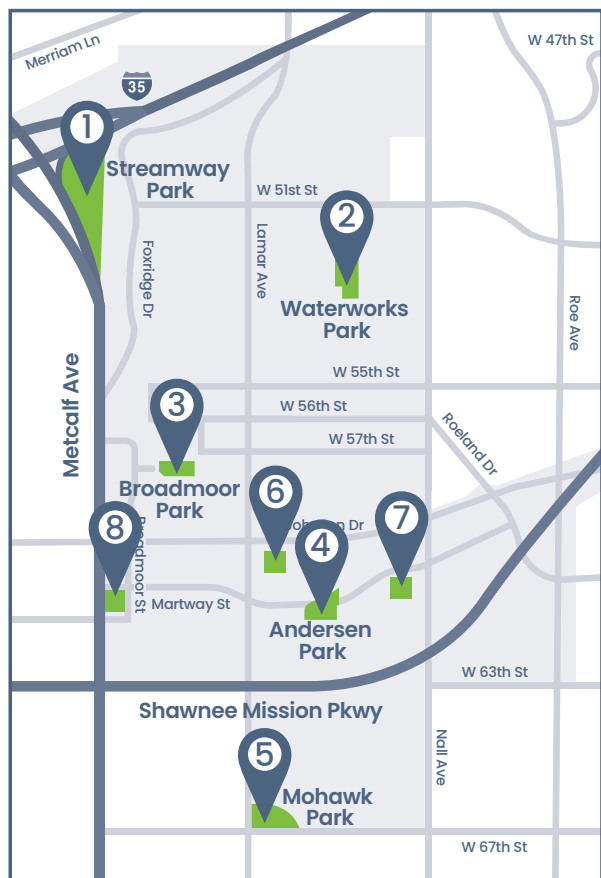 Merriam Ln
W 47th St
35
1
Streamway
Park
W 51st St
2
Foxridge Dr
Lamar Ave
Waterworks
Park
Roe Ave
Metcalf Ave
W 55th St
3
W 56th St
Roeland Dr
W 57th St
Broadmoor
Park
6
7
8
4
Dr
Broadmoor St
Martway St
Andersen
Park
W 63rd St
Shawnee Mission Pkwy
5
Nall Ave
Mohawk
Park
W 67th St